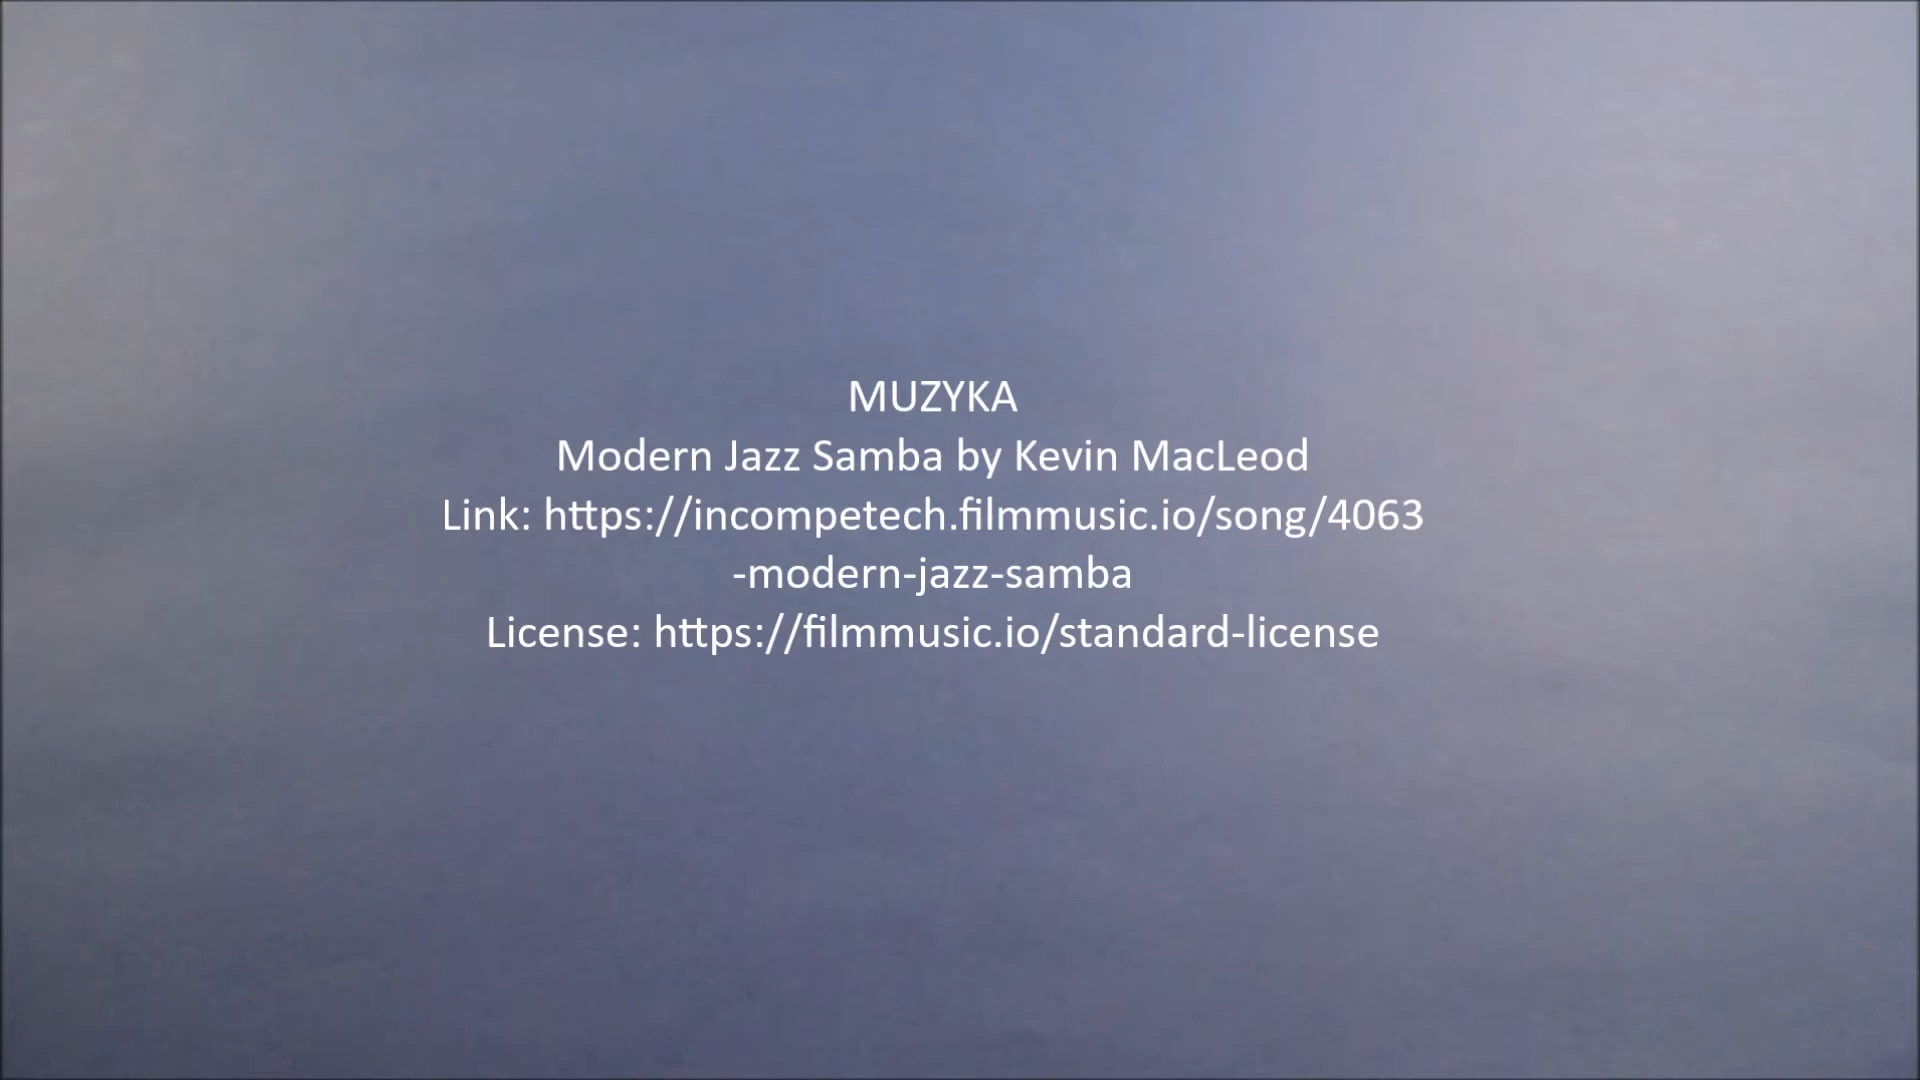 MUZYKA
Modern Jazz Samba by Kevin MacLeod
Link: https://incompetech.filmmusic.io/song/4063
-modern-jazz-samba
License: https://filmmusic.io/standard-license